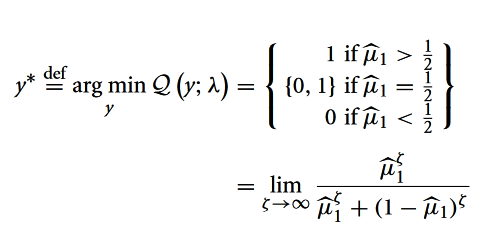 y* def= arg min_y 𝒬 (y; λ) = { 1 if μ̂₁ > 1/2
{0, 1} if μ̂₁ = 1/2
0 if μ̂₁ < 1/2 }
= lim_{ζ→∞} μ̂₁^ζ / (μ̂₁^ζ + (1 − μ̂₁)^ζ)